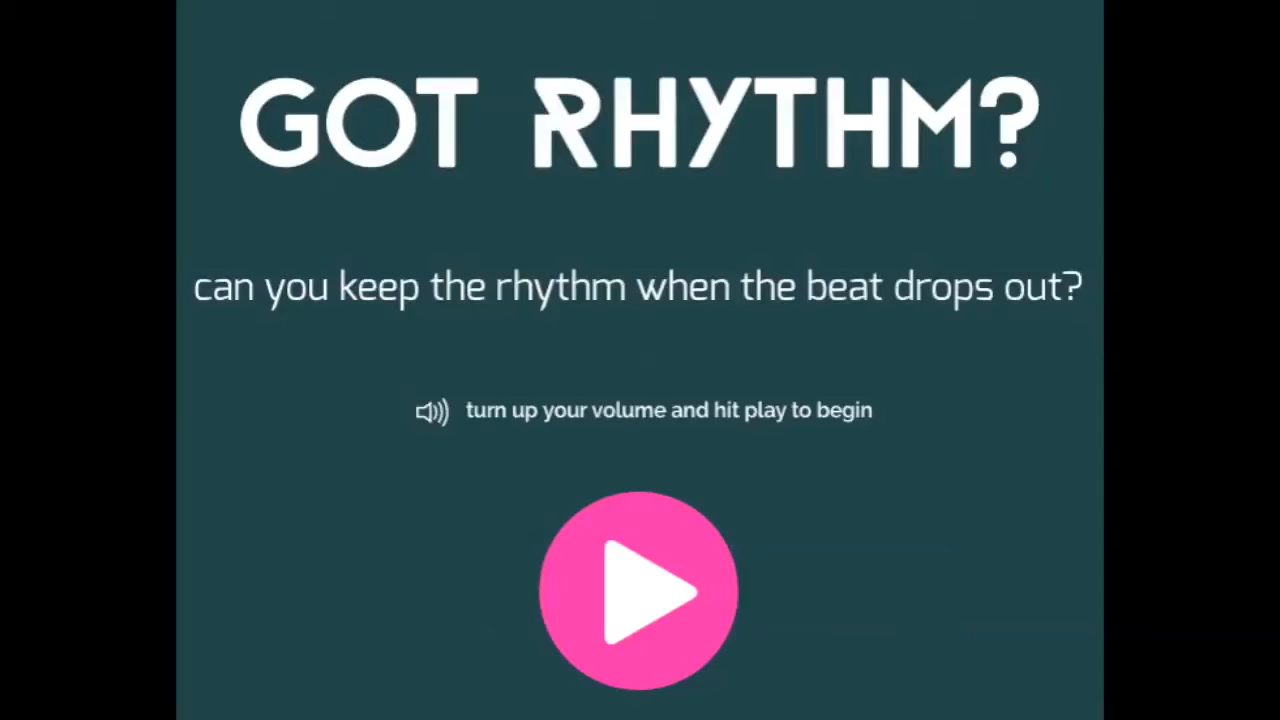 GOT RHYTHM?
can you keep the rhythm when the beat drops out?
turn up your volume and hit play to begin